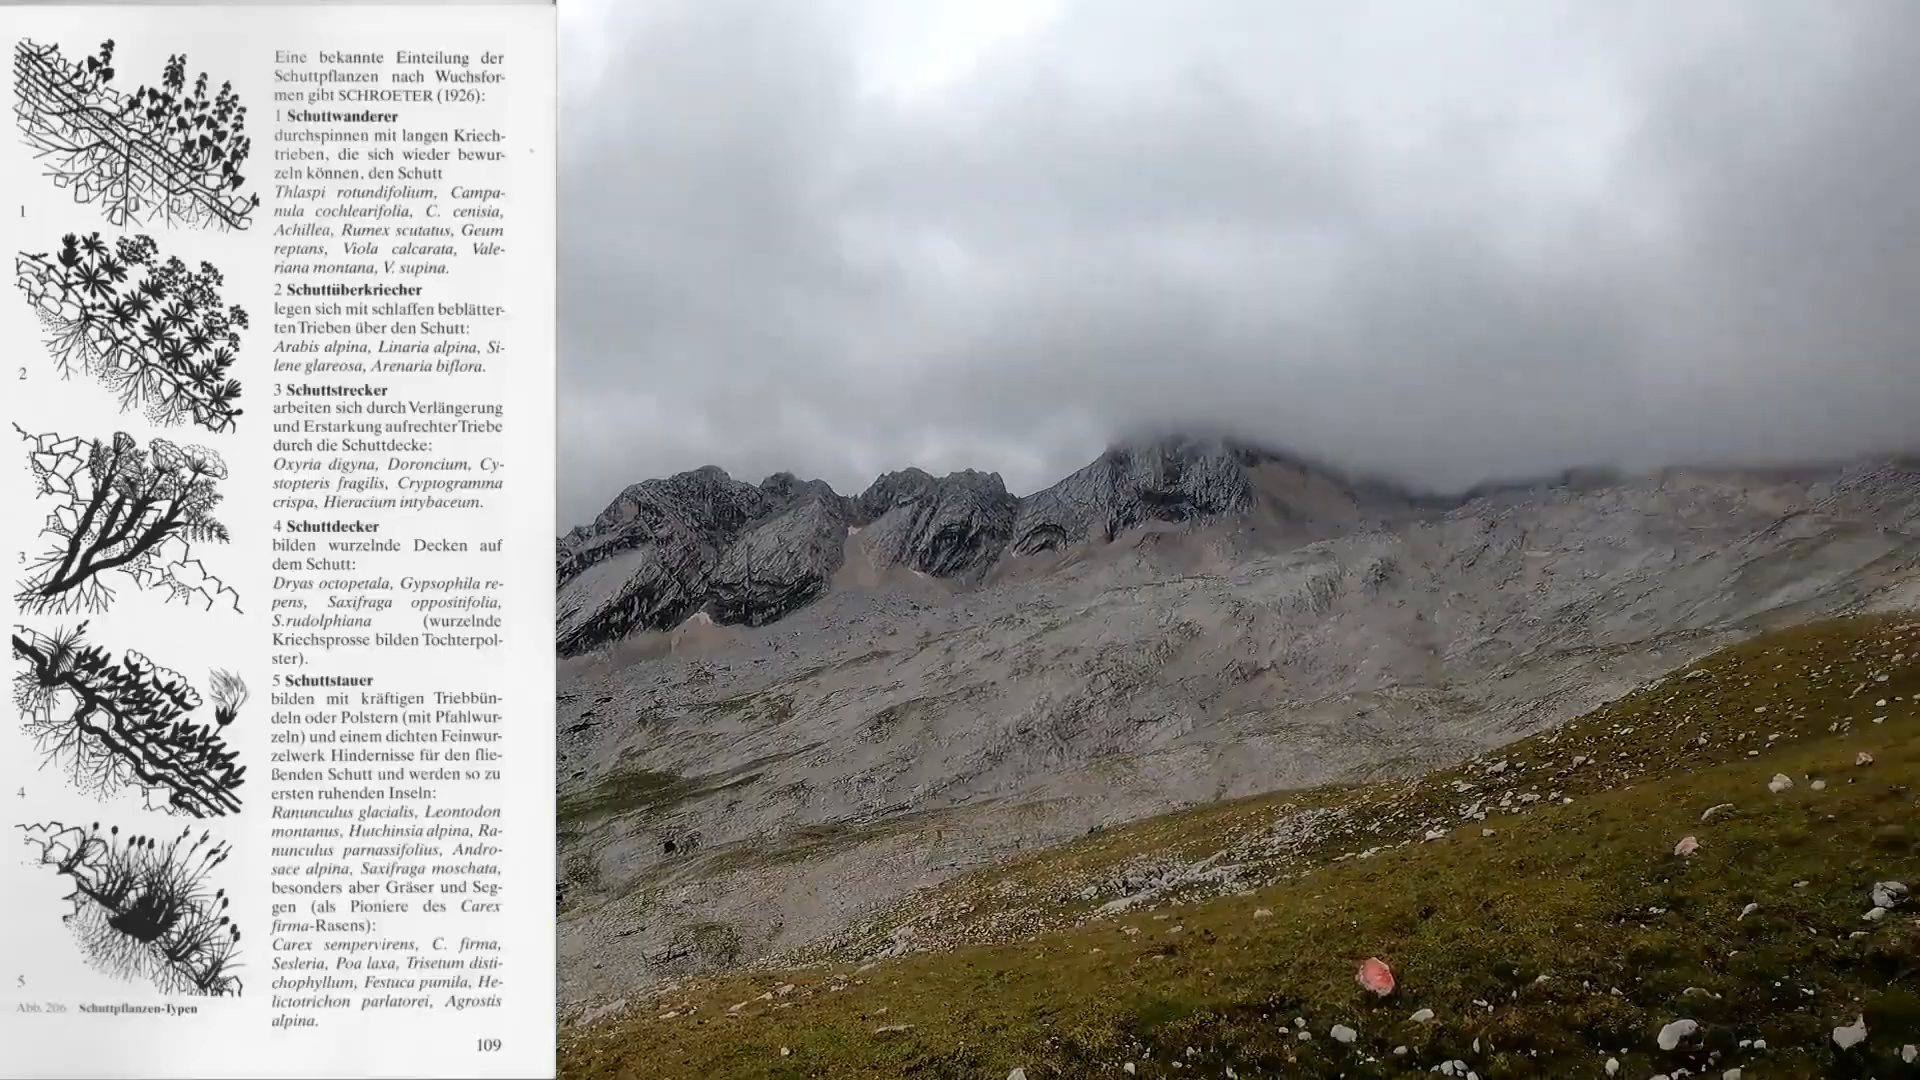 Eine bekannte Einteilung der
Schuttpflanzen nach Wuchsfor-
men gibt SCHROETER (1926):
1 Schuttwanderer
durchspinnen mit langen Kriech-
trieben, die sich wieder bewur-
zeln können, den Schutt
Thlaspi rotundifolium, Campa-
nula cochlearifolia, C. cenisia,
Achillea, Rumex scutatus, Geum
reptans, Viola calcarata, Vale-
riana montana, V. supina.
2 Schuttüberkriecher
legen sich mit schlaffen beblätter-
ten Trieben über den Schutt:
Arabis alpina, Linaria alpina, Si-
lene glareosa, Arenaria biflora.
3 Schuttstrecker
arbeiten sich durch Verlängerung
und Erstarkung aufrechter Triebe
durch die Schuttdecke:
Oxyria digyna, Doroncium, Cy-
stopteris fragilis, Cryptogramma
crispa, Hieracium intybaceum.
4 Schuttdecker
bilden wurzelnde Decken auf
dem Schutt:
Dryas octopetala, Gypsophila re-
pens, Saxifraga oppositifolia,
S.rudolphiana (wurzelnde
Kriechsprosse bilden Tochterpol-
ster).
5 Schuttstauer
bilden mit kräftigen Triebbün-
deln oder Polstern (mit Pfahlwur-
zeln) und einem dichten Feinwur-
zelwerk Hindernisse für den flie-
ßenden Schutt und werden so zu
ersten ruhenden Inseln:
Ranunculus glacialis, Leontodon
montanus, Hutchinsia alpina, Ra-
nunculus parnassifolius, Andro-
sace alpina, Saxifraga moschata,
besonders aber Gräser und Seg-
gen (als Pioniere des Carex
firma-Rasens):
Carex sempervirens, C. firma,
Sesleria, Poa laxa, Trisetum disti-
chophyllum, Festuca pumila, He-
lictotrichon parlatorei, Agrostis
alpina.
1
2
3
4
5
Abb. 206 Schuttpflanzen-Typen
109